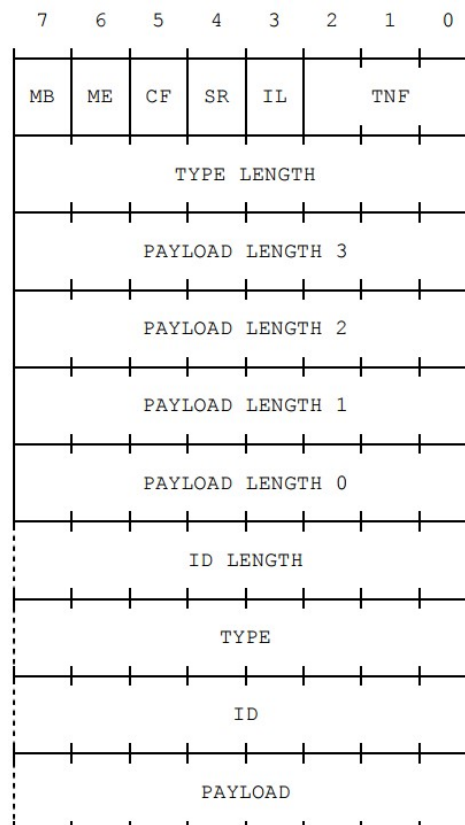 7 6 5 4 3 2 1 0
MB ME CF SR IL TNF
TYPE LENGTH
PAYLOAD LENGTH 3
PAYLOAD LENGTH 2
PAYLOAD LENGTH 1
PAYLOAD LENGTH 0
ID LENGTH
TYPE
ID
PAYLOAD